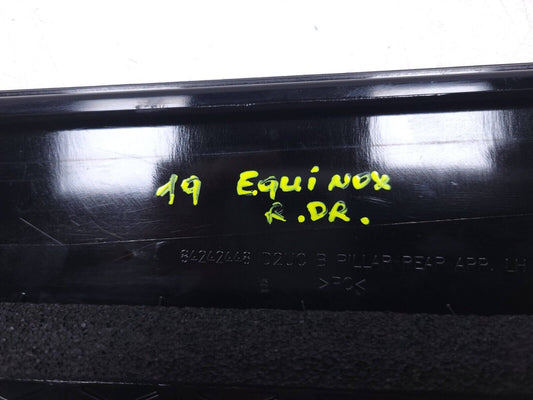 19 EQUINOX
R.DR.
84242448 D2UC B PILLAR REAR APP. LH
>PC<